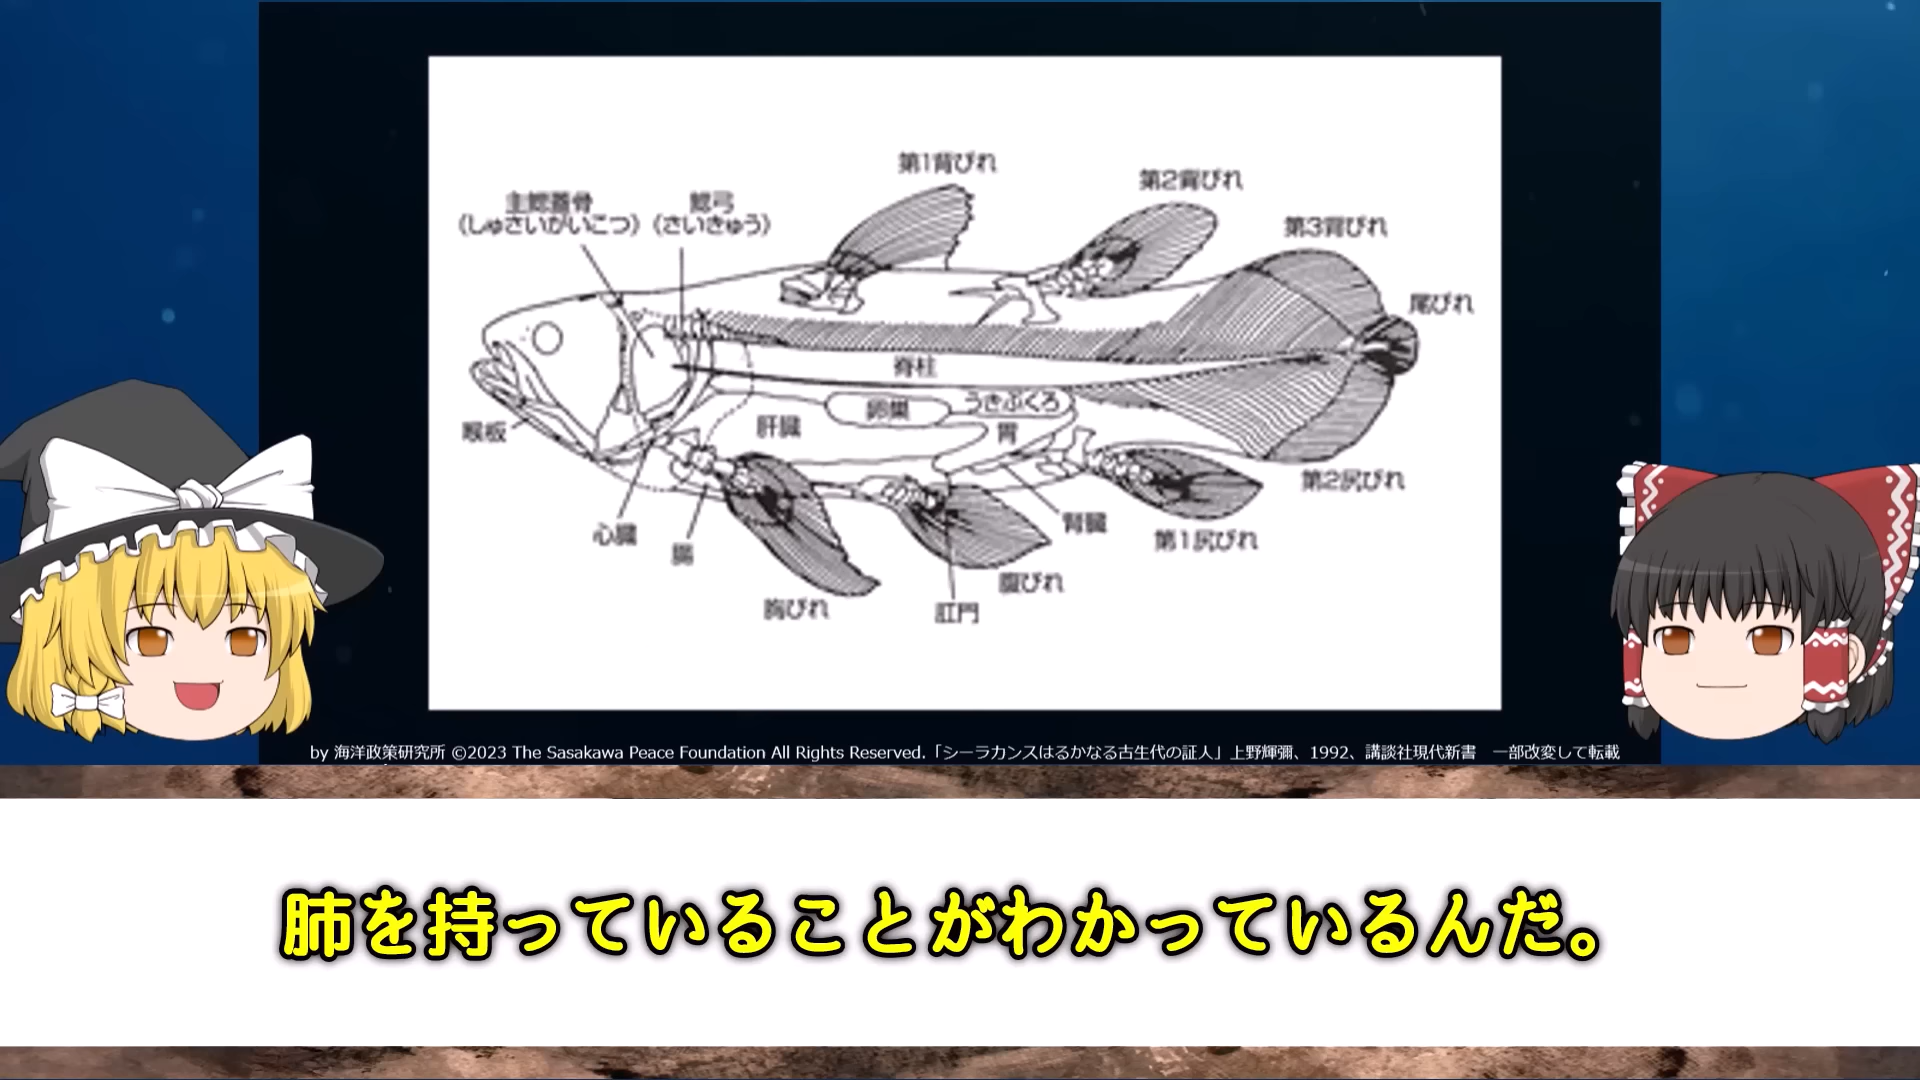 第1背びれ
第2背びれ
主鰓蓋骨
(しゅさいがいこつ)
鰓弓
(さいきゅう)
第3背びれ
尾びれ
脊柱
卵巣
うきぶくろ
肝臓
胃
喉板
第2尻びれ
心臓
腸
腎臓
第1尻びれ
腹びれ
胸びれ
肛門
by 海洋政策研究所 ©2023 The Sasakawa Peace Foundation All Rights Reserved.「シーラカンスはるかなる古生代の証人」上野輝彌、1992、講談社現代新書　一部改変して転載
肺を持っていることがわかっているんだ。